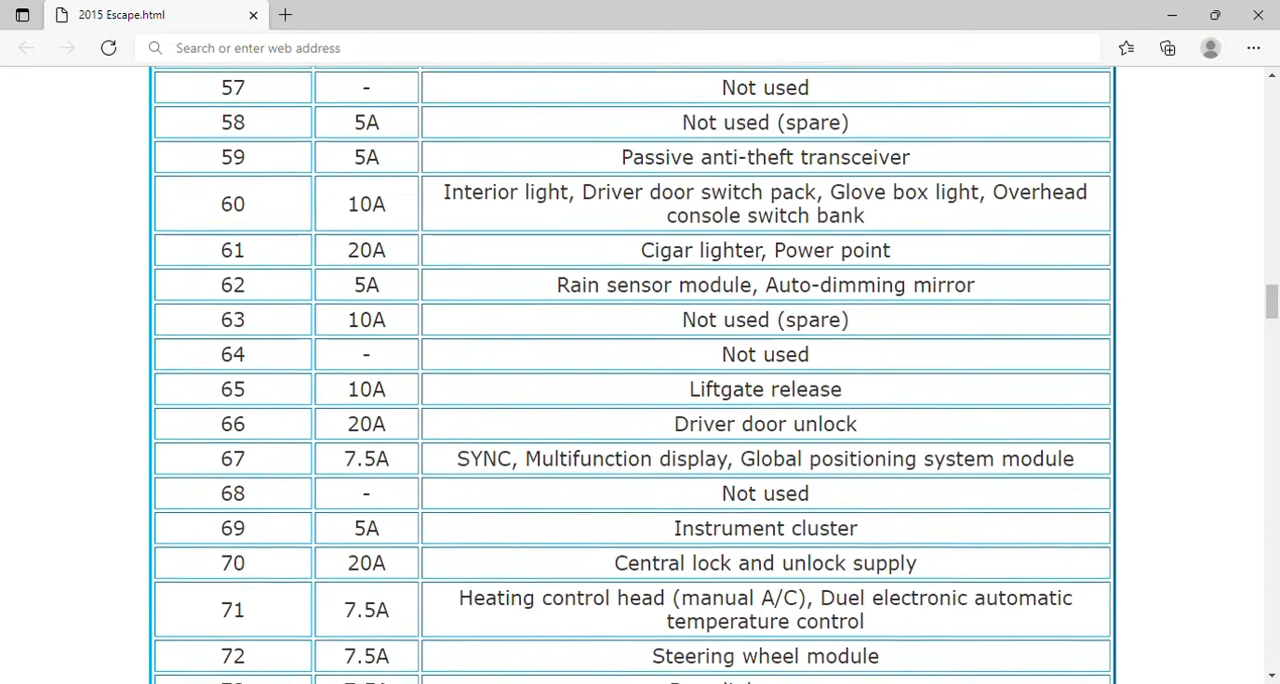 2015 Escape.html
Search or enter web address
57 - Not used
58 5A Not used (spare)
59 5A Passive anti-theft transceiver
60 10A Interior light, Driver door switch pack, Glove box light, Overhead
console switch bank
61 20A Cigar lighter, Power point
62 5A Rain sensor module, Auto-dimming mirror
63 10A Not used (spare)
64 - Not used
65 10A Liftgate release
66 20A Driver door unlock
67 7.5A SYNC, Multifunction display, Global positioning system module
68 - Not used
69 5A Instrument cluster
70 20A Central lock and unlock supply
71 7.5A Heating control head (manual A/C), Duel electronic automatic
temperature control
72 7.5A Steering wheel module